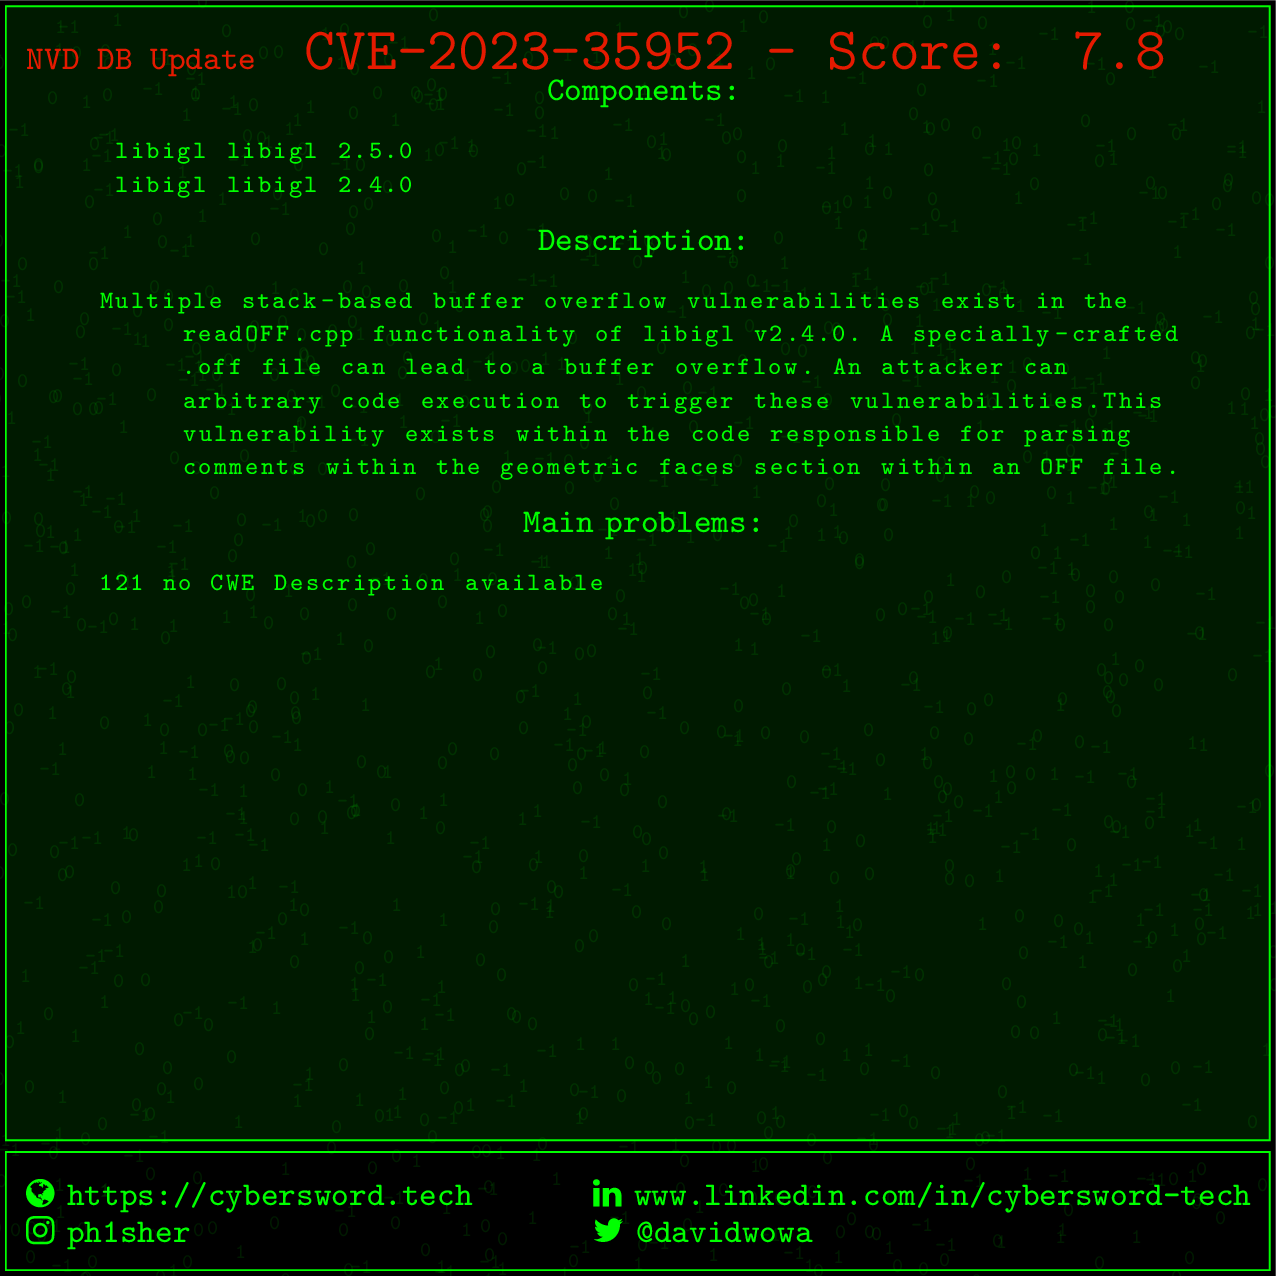 NVD DB Update CVE-2023-35952 - Score: 7.8
Components:
libigl libigl 2.5.0
libigl libigl 2.4.0
Description:
Multiple stack-based buffer overflow vulnerabilities exist in the
readOFF.cpp functionality of libigl v2.4.0. A specially-crafted
.off file can lead to a buffer overflow. An attacker can
arbitrary code execution to trigger these vulnerabilities.This
vulnerability exists within the code responsible for parsing
comments within the geometric faces section within an OFF file.
Main problems:
121 no CWE Description available
https://cybersword.tech
www.linkedin.com/in/cybersword-tech
ph1sher
@davidwowa